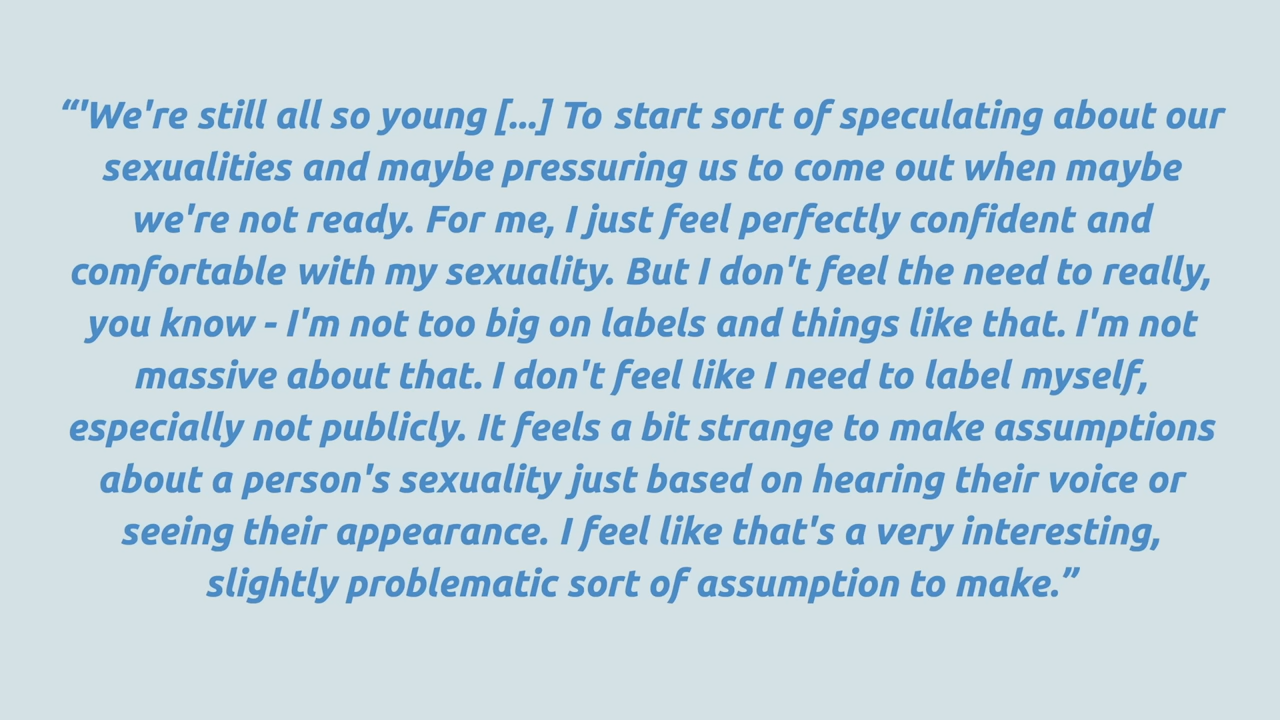 “'We're still all so young [...] To start sort of speculating about our
sexualities and maybe pressuring us to come out when maybe
we're not ready. For me, I just feel perfectly confident and
comfortable with my sexuality. But I don't feel the need to really,
you know - I'm not too big on labels and things like that. I'm not
massive about that. I don't feel like I need to label myself,
especially not publicly. It feels a bit strange to make assumptions
about a person's sexuality just based on hearing their voice or
seeing their appearance. I feel like that's a very interesting,
slightly problematic sort of assumption to make.”